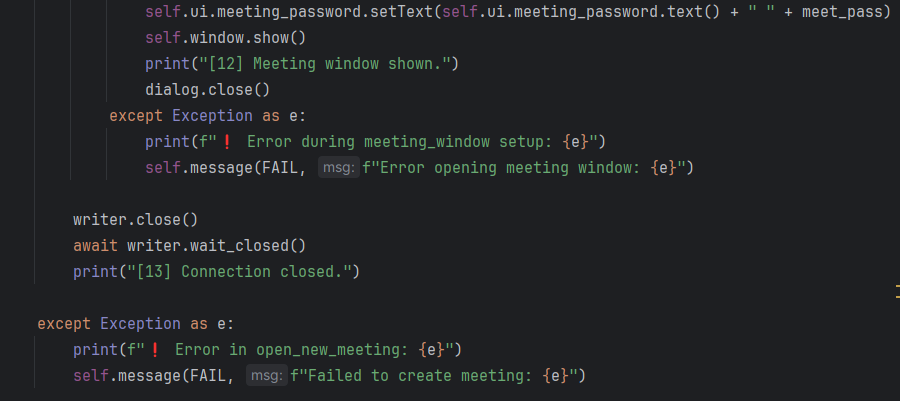 self.ui.meeting_password.setText(self.ui.meeting_password.text() + " " + meet_pass)
self.window.show()
print("[12] Meeting window shown.")
dialog.close()
except Exception as e:
print(f"❗ Error during meeting_window setup: {e}")
self.message(FAIL, msg: f"Error opening meeting window: {e}")
writer.close()
await writer.wait_closed()
print("[13] Connection closed.")
except Exception as e:
print(f"❗ Error in open_new_meeting: {e}")
self.message(FAIL, msg: f"Failed to create meeting: {e}")